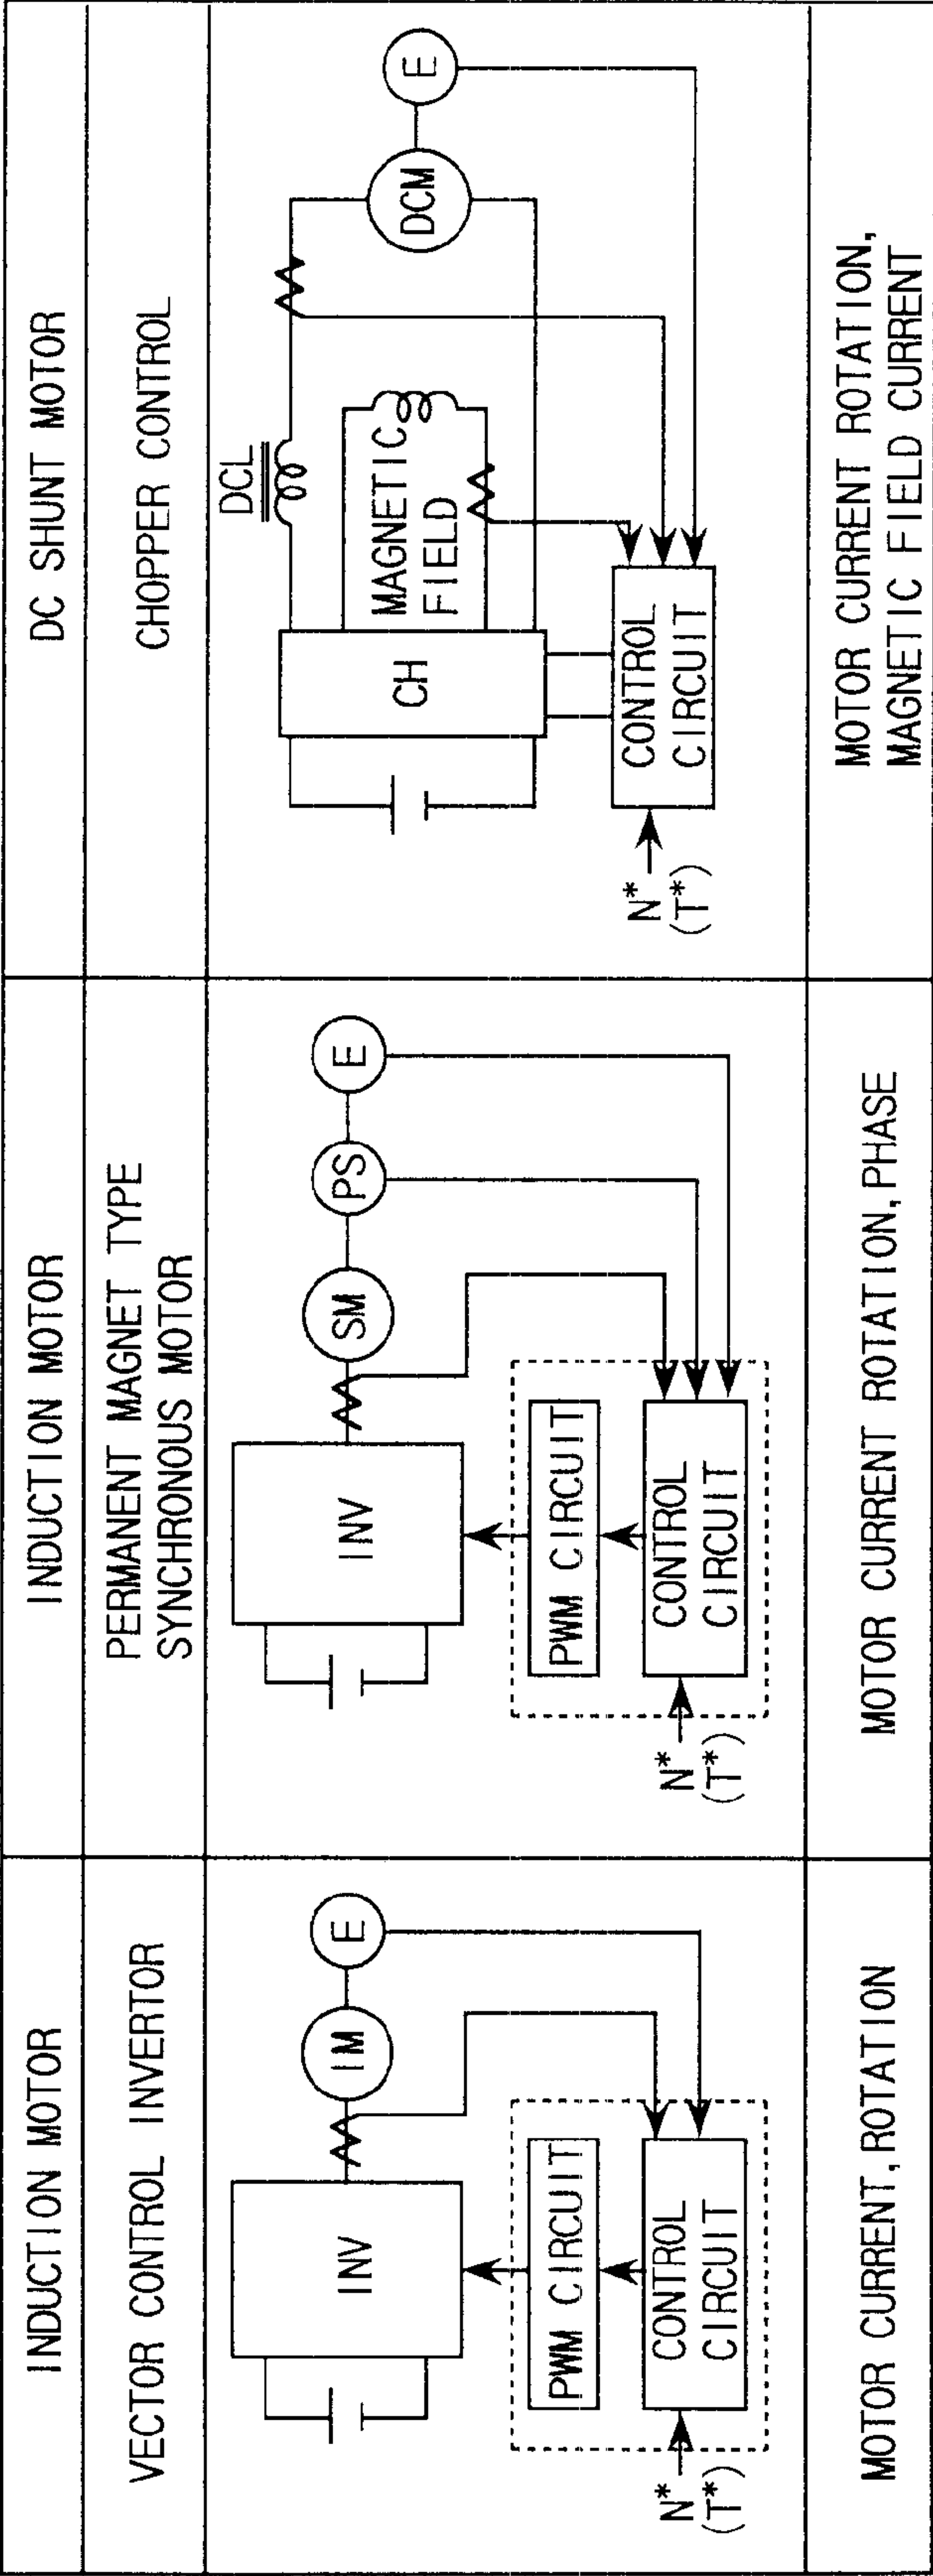 INDUCTION MOTOR
INDUCTION MOTOR
DC SHUNT MOTOR
VECTOR CONTROL INVERTOR
PERMANENT MAGNET TYPE
SYNCHRONOUS MOTOR
CHOPPER CONTROL
INV
IM
E
PWM CIRCUIT
CONTROL
CIRCUIT
N*
(T*)
INV
SM
PS
E
PWM CIRCUIT
CONTROL
CIRCUIT
N*
(T*)
DCL
CH
MAGNETIC
FIELD
DCM
E
CONTROL
CIRCUIT
N*
(T*)
MOTOR CURRENT, ROTATION
MOTOR CURRENT ROTATION, PHASE
MOTOR CURRENT ROTATION,
MAGNETIC FIELD CURRENT